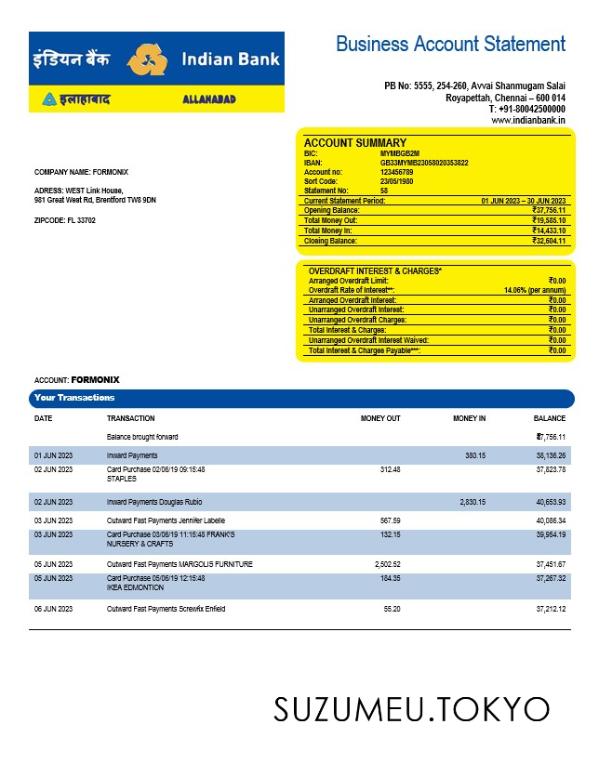 इंडियन बैंक Indian Bank
इलाहाबाद ALLAHABAD
Business Account Statement
PB No: 5555, 254-260, Avvai Shanmugam Salai
Royapettah, Chennai – 600 014
T: +91-80042500000
www.indianbank.in
COMPANY NAME: FORMONIX
ADRESS: WEST Link House,
981 Great West Rd, Brentford TW8 9DN
ZIPCODE: FL 33702
ACCOUNT SUMMARY
BIC: MYMBGB2M
IBAN: GB33MYMB23058020353822
Account no: 123456789
Sort Code: 23/05/1980
Statement No: 58
Current Statement Period: 01 JUN 2023 – 30 JUN 2023
Opening Balance: ₹37,756.11
Total Money Out: ₹19,585.10
Total Money In: ₹14,433.10
Closing Balance: ₹32,604.11
OVERDRAFT INTEREST & CHARGES*
Arranged Overdraft Limit: ₹0.00
Overdraft Rate of Interest**: 14.06% (per annum)
Arranged Overdraft Interest: ₹0.00
Unarranged Overdraft Interest: ₹0.00
Unarranged Overdraft Charges: ₹0.00
Total Interest & Charges: ₹0.00
Unarranged Overdraft Interest Waived: ₹0.00
Total Interest & Charges Payable***: ₹0.00
ACCOUNT: FORMONIX
Your Transactions
DATE TRANSACTION MONEY OUT MONEY IN BALANCE
Balance brought forward ₹37,756.11
01 JUN 2023 Inward Payments 380.15 38,136.26
02 JUN 2023 Card Purchase 02/06/19 09:15:48 312.48 37,823.78
STAPLES
02 JUN 2023 Inward Payments Douglas Rubio 2,830.15 40,653.93
03 JUN 2023 Outward Fast Payments Jennifer Labelle 567.59 40,086.34
03 JUN 2023 Card Purchase 03/06/19 11:15:48 FRANK'S 132.15 39,954.19
NURSERY & CRAFTS
05 JUN 2023 Outward Fast Payments MARGOLIS FURNITURE 2,502.52 37,451.67
05 JUN 2023 Card Purchase 05/06/19 12:15:48 184.35 37,267.32
IKEA EDMONTION
06 JUN 2023 Outward Fast Payments Screwfix Enfield 55.20 37,212.12
SUZUMEU.TOKYO